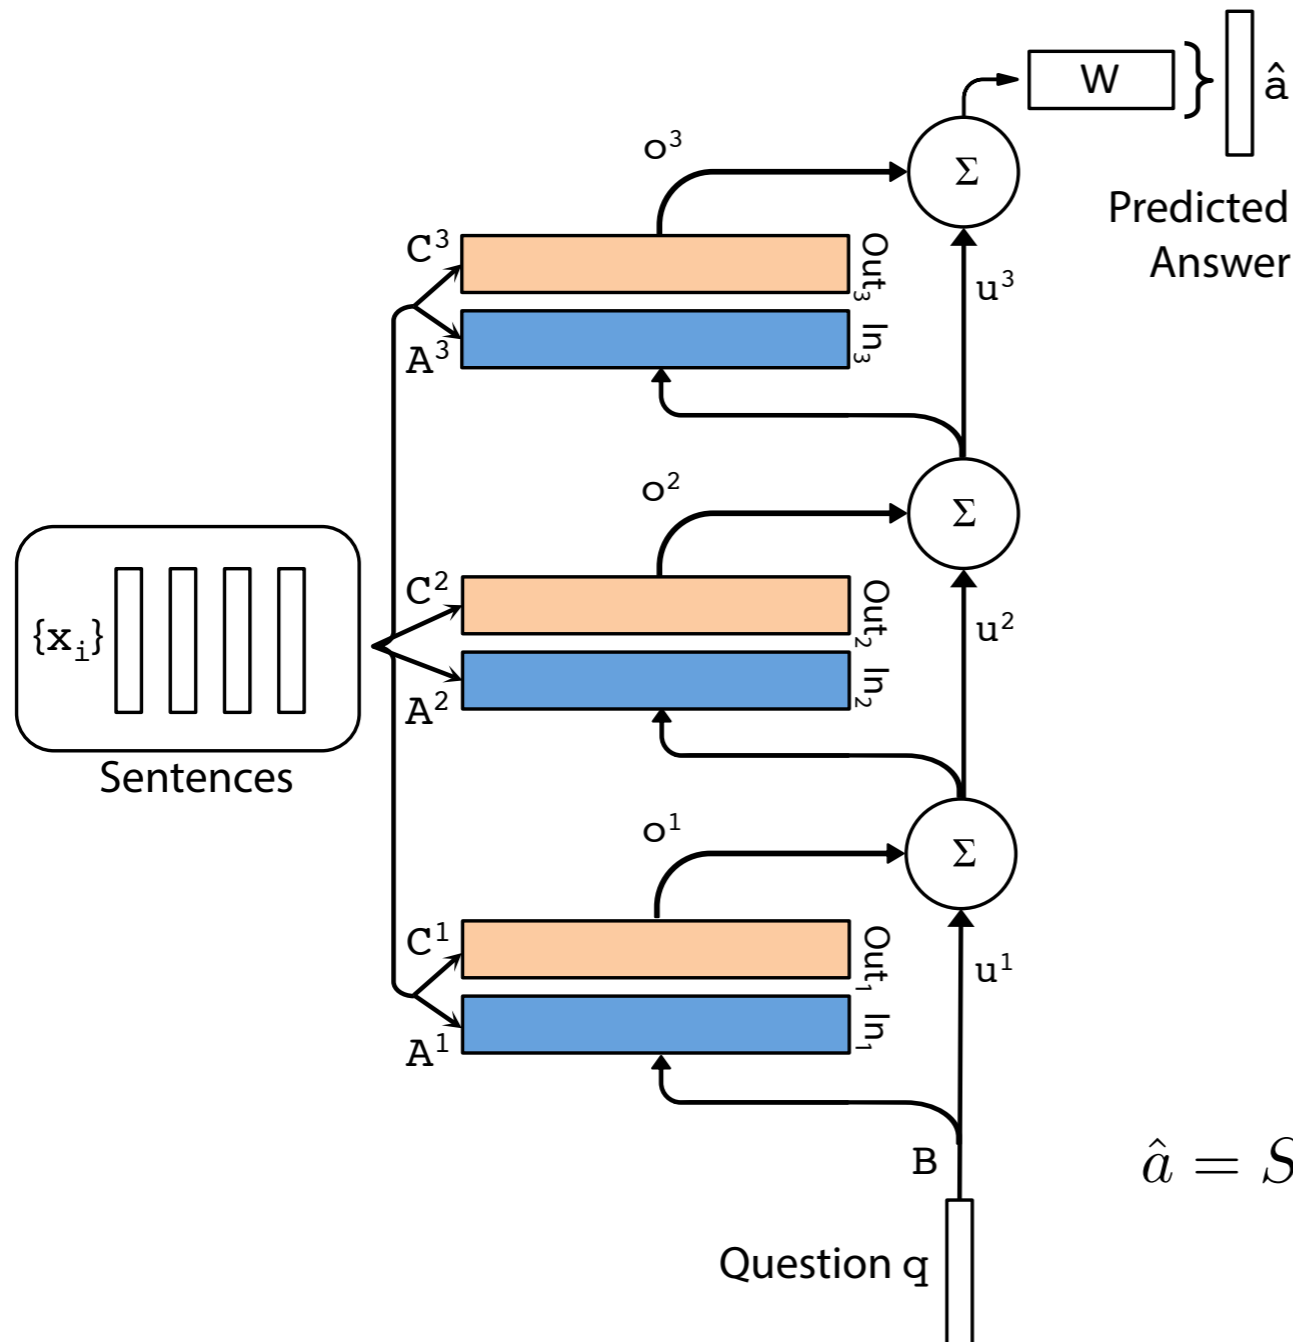 W
â
Predicted
Answer
Σ
o³
C³
Out₃
In₃
A³
u³
Σ
o²
C²
Out₂
In₂
A²
u²
{xᵢ}
Sentences
Σ
o¹
C¹
Out₁
In₁
A¹
u¹
B
â = S
Question q